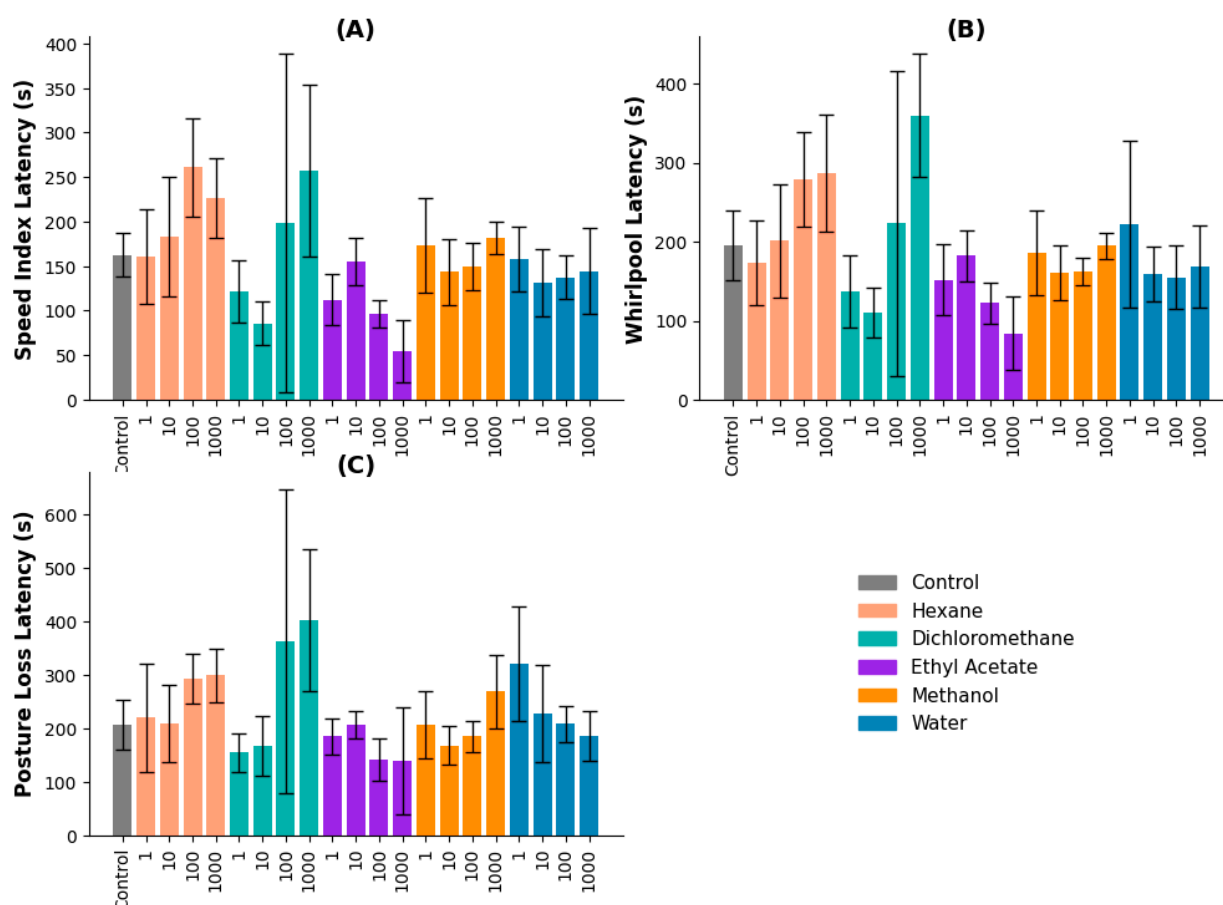 (A)
Speed Index Latency (s)
400
350
300
250
200
150
100
50
0
Control 1 10 100 1000 1 10 100 1000 1 10 100 1000 1 10 100 1000 1 10 100 1000
(B)
Whirlpool Latency (s)
400
300
200
100
0
Control 1 10 100 1000 1 10 100 1000 1 10 100 1000 1 10 100 1000 1 10 100 1000
(C)
Posture Loss Latency (s)
600
500
400
300
200
100
0
Control 1 10 100 1000 1 10 100 1000 1 10 100 1000 1 10 100 1000 1 10 100 1000
Control
Hexane
Dichloromethane
Ethyl Acetate
Methanol
Water